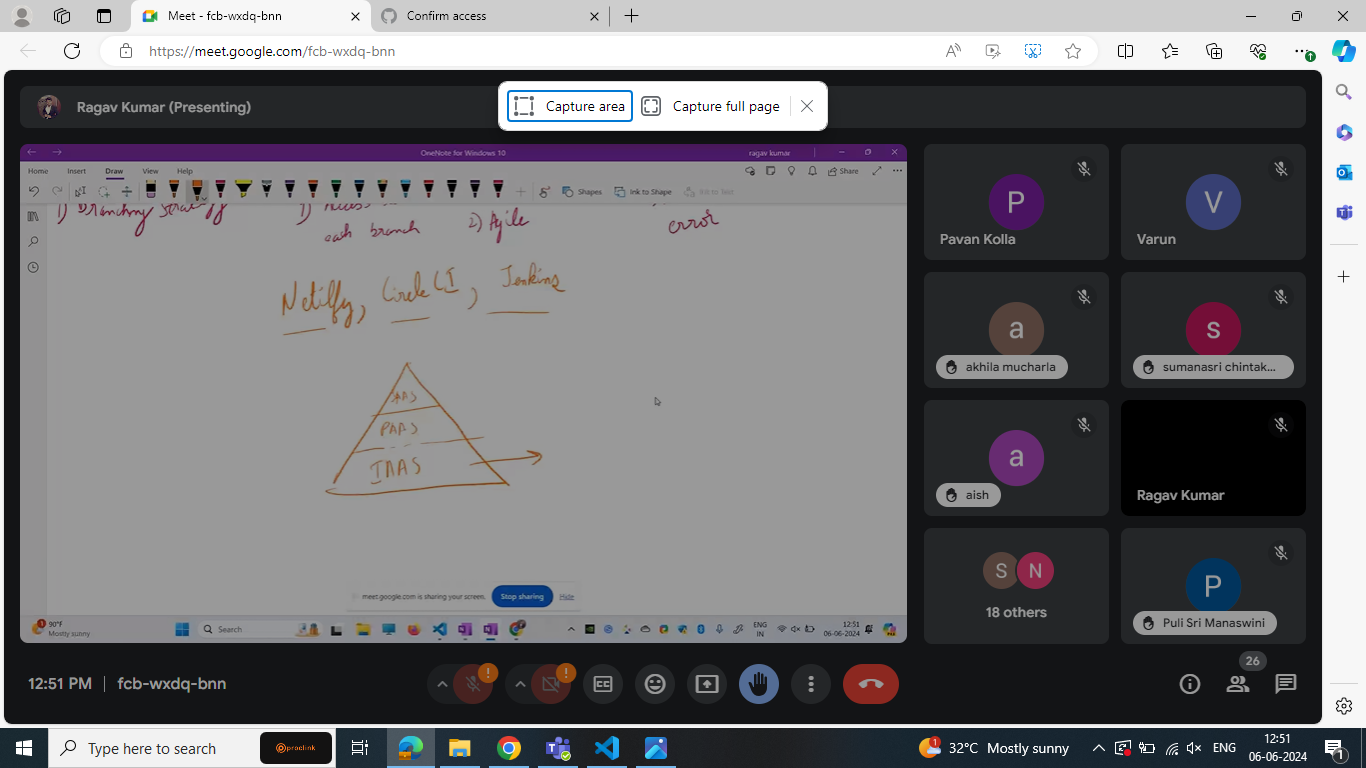 Meet - fcb-wxdq-bnn
Confirm access
https://meet.google.com/fcb-wxdq-bnn
Capture area
Capture full page
Ragav Kumar (Presenting)
OneNote for Windows 10
ragav kumar
Home Insert Draw View Help
Share
Shapes
Ink to Shape
Ink to Text
1) Branching Strategy
1)
each branch
2) Agile
error
Netlify, Circle CI, Jenkins
PAAS
IAAS
meet.google.com is sharing your screen.
Stop sharing
Hide
90°F
Mostly sunny
Search
ENG
IN
12:51
06-06-2024
P
Pavan Kolla
V
Varun
a
akhila mucharla
s
sumanasri chintak...
a
aish
Ragav Kumar
S N
18 others
P
Puli Sri Manaswini
12:51 PM
fcb-wxdq-bnn
26
Type here to search
proclink
1
32°C Mostly sunny
ENG
12:51
06-06-2024
1